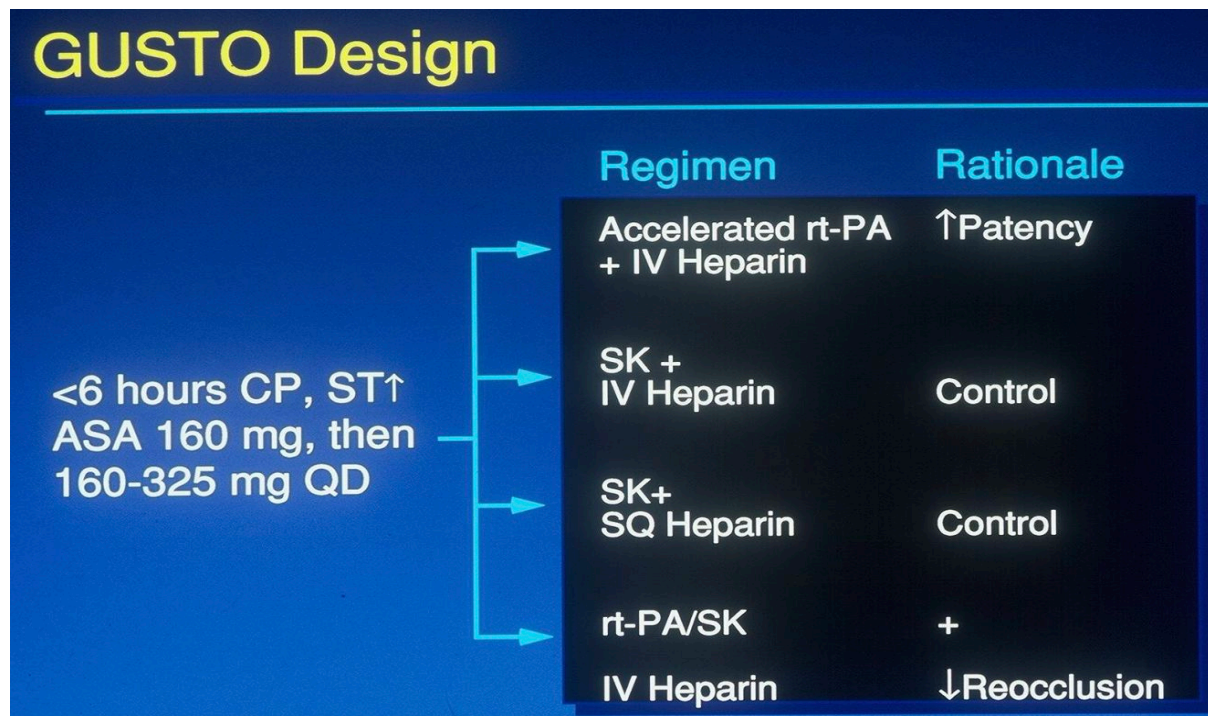 GUSTO Design
Regimen Rationale
Accelerated rt-PA ↑Patency
+ IV Heparin
SK +
IV Heparin Control
<6 hours CP, ST↑
ASA 160 mg, then
160-325 mg QD
SK+
SQ Heparin Control
rt-PA/SK +
IV Heparin ↓Reocclusion